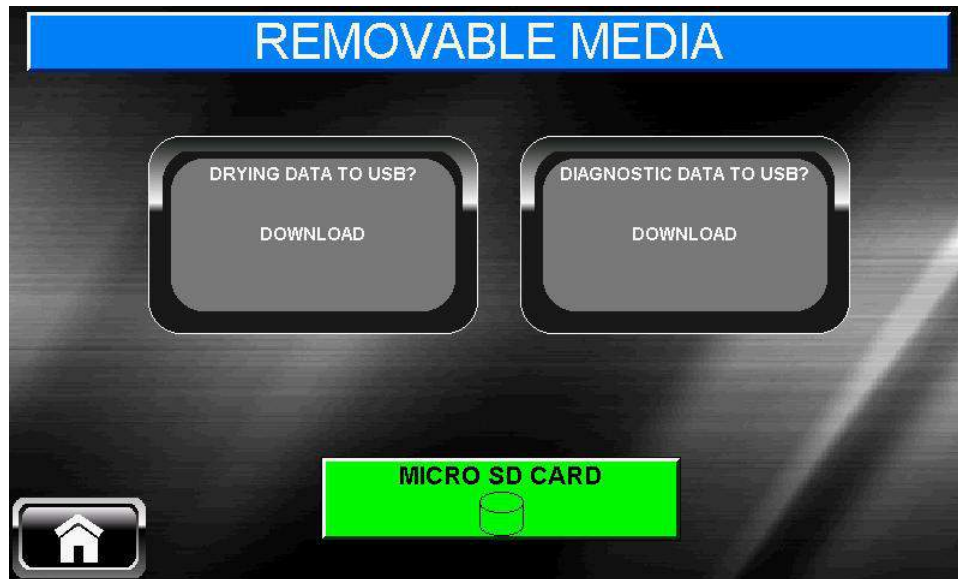 REMOVABLE MEDIA
DRYING DATA TO USB?
DOWNLOAD
DIAGNOSTIC DATA TO USB?
DOWNLOAD
MICRO SD CARD